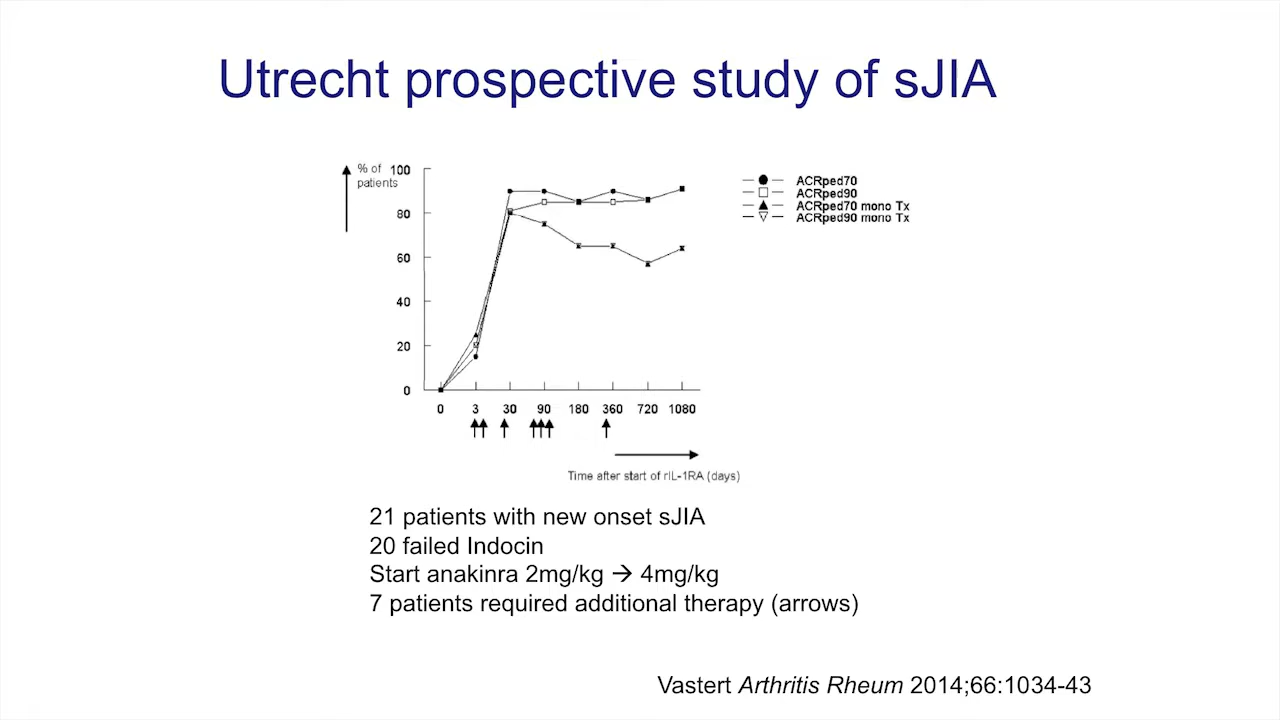 Utrecht prospective study of sJIA
% of
patients
100
80
60
40
20
0
0 3 30 90 180 360 720 1080
Time after start of rIL-1RA (days)
ACRped70
ACRped90
ACRped70 mono Tx
ACRped90 mono Tx
21 patients with new onset sJIA
20 failed Indocin
Start anakinra 2mg/kg → 4mg/kg
7 patients required additional therapy (arrows)
Vastert Arthritis Rheum 2014;66:1034-43